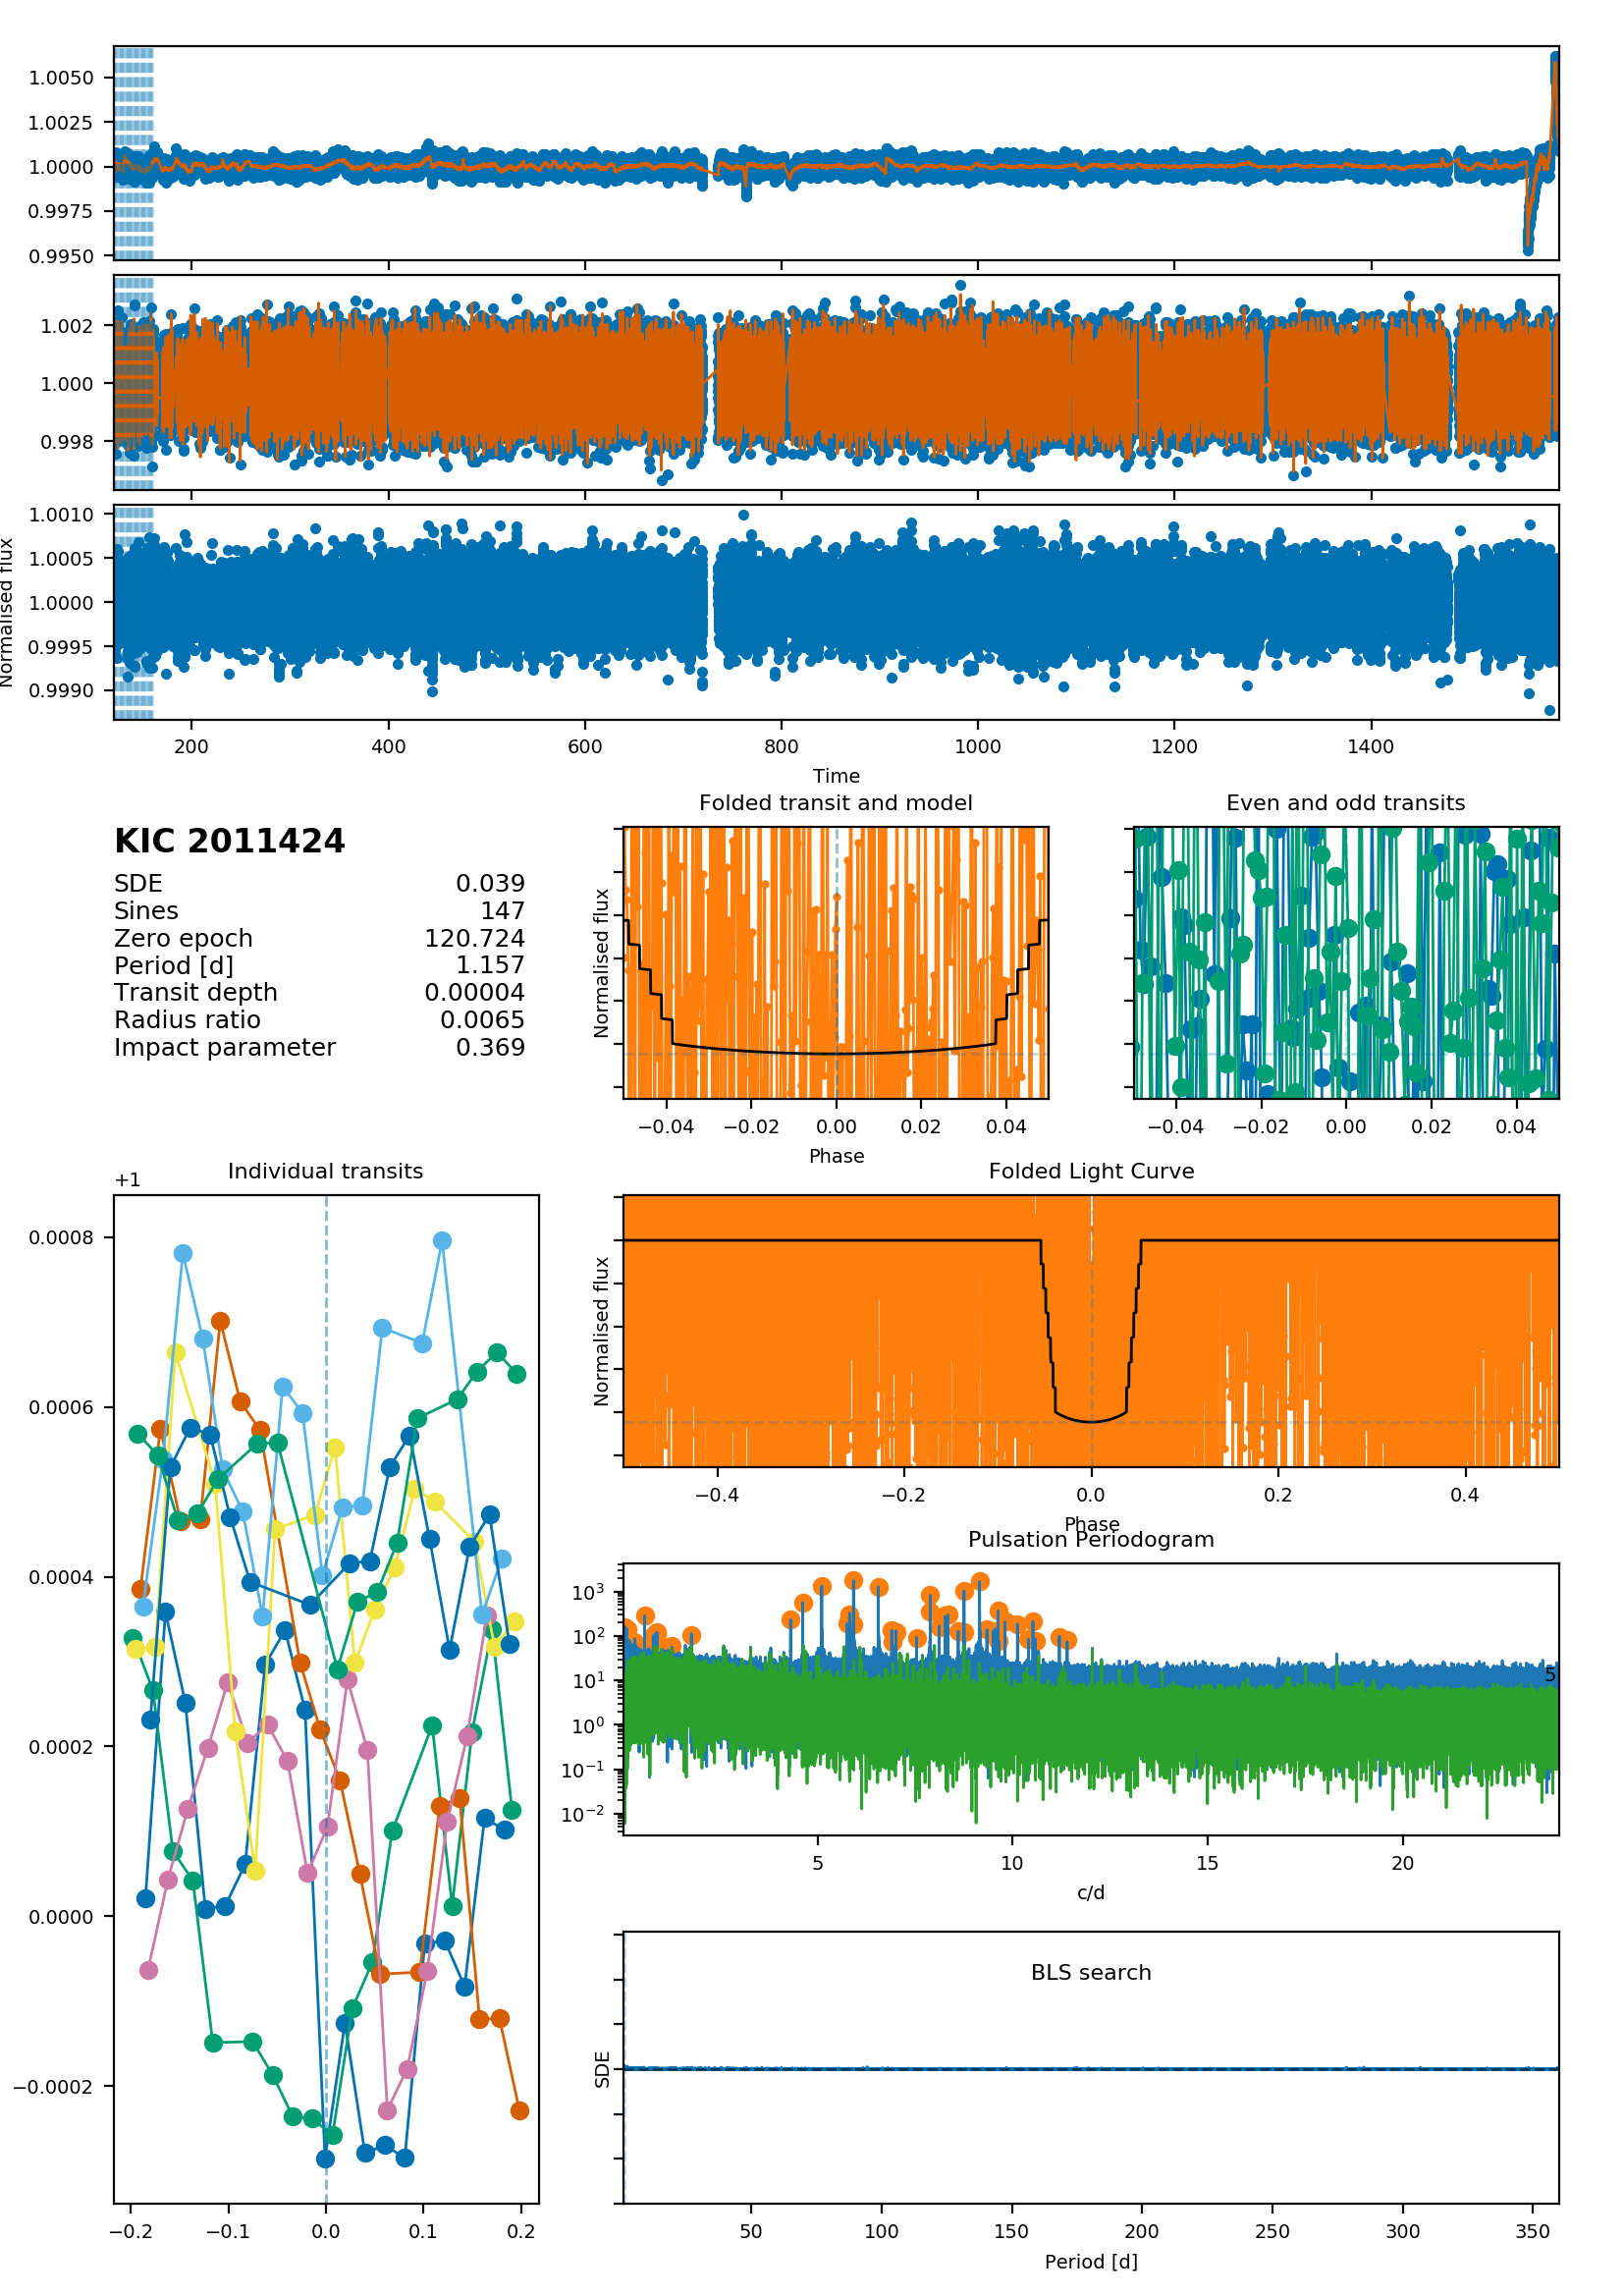 1.0050
1.0025
1.0000
0.9975
0.9950
1.002
1.000
0.998
1.0010
1.0005
1.0000
0.9995
0.9990
Normalised flux
200 400 600 800 1000 1200 1400
Time
KIC 2011424
SDE 0.039
Sines 147
Zero epoch 120.724
Period [d] 1.157
Transit depth 0.00004
Radius ratio 0.0065
Impact parameter 0.369
Folded transit and model
Normalised flux
−0.04 −0.02 0.00 0.02 0.04
Phase
Even and odd transits
−0.04 −0.02 0.00 0.02 0.04
Individual transits
+1
0.0008
0.0006
0.0004
0.0002
0.0000
−0.0002
−0.2 −0.1 0.0 0.1 0.2
Folded Light Curve
Normalised flux
−0.4 −0.2 0.0 0.2 0.4
Phase
Pulsation Periodogram
10³
10²
10¹
10⁰
10⁻¹
10⁻²
5
5 10 15 20
c/d
BLS search
SDE
50 100 150 200 250 300 350
Period [d]